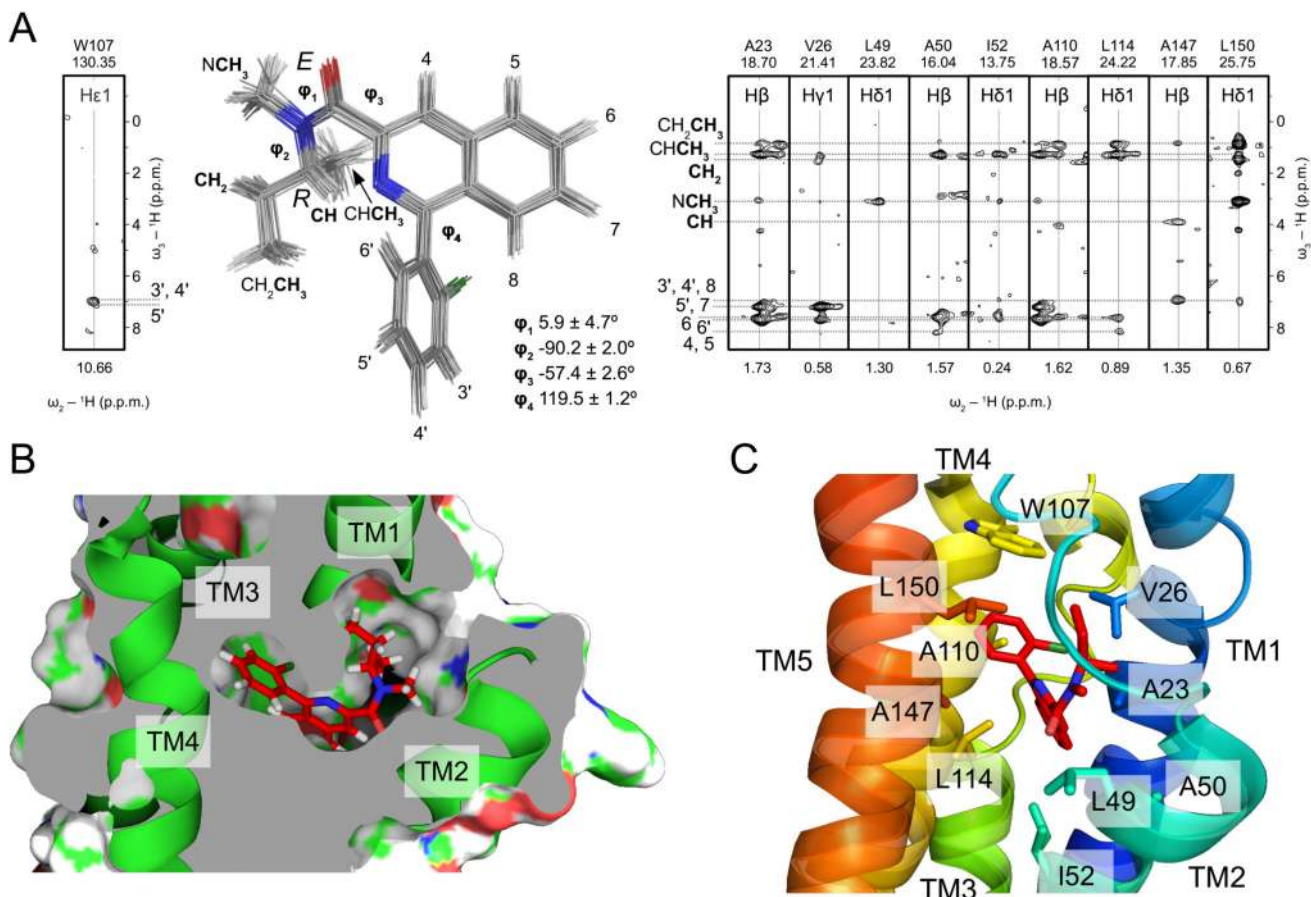 A
W107
130.35
Hε1
0
2
4
6
8
ω₃ – ¹H (p.p.m.)
3', 4'
5'
10.66
ω₂ – ¹H (p.p.m.)
NCH₃
E
φ₁
φ₃
φ₂
4
5
6
7
8
CH₂
R
CH
CHCH₃
φ₄
CH₂CH₃
6'
5'
4'
3'
φ₁ 5.9 ± 4.7º
φ₂ -90.2 ± 2.0º
φ₃ -57.4 ± 2.6º
φ₄ 119.5 ± 1.2º
A23 V26 L49 A50 I52 A110 L114 A147 L150
18.70 21.41 23.82 16.04 13.75 18.57 24.22 17.85 25.75
Hβ Hγ1 Hδ1 Hβ Hδ1 Hβ Hδ1 Hβ Hδ1
CH₂CH₃
CHCH₃
CH₂
NCH₃
CH
3', 4', 8
5', 7
6 6'
4, 5
0
2
4
6
8
ω₃ – ¹H (p.p.m.)
1.73 0.58 1.30 1.57 0.24 1.62 0.89 1.35 0.67
ω₂ – ¹H (p.p.m.)
B
TM1
TM3
TM4
TM2
C
TM4
W107
L150
V26
A110
TM5
TM1
A23
A147
L114
A50
L49
I52
TM3
TM2